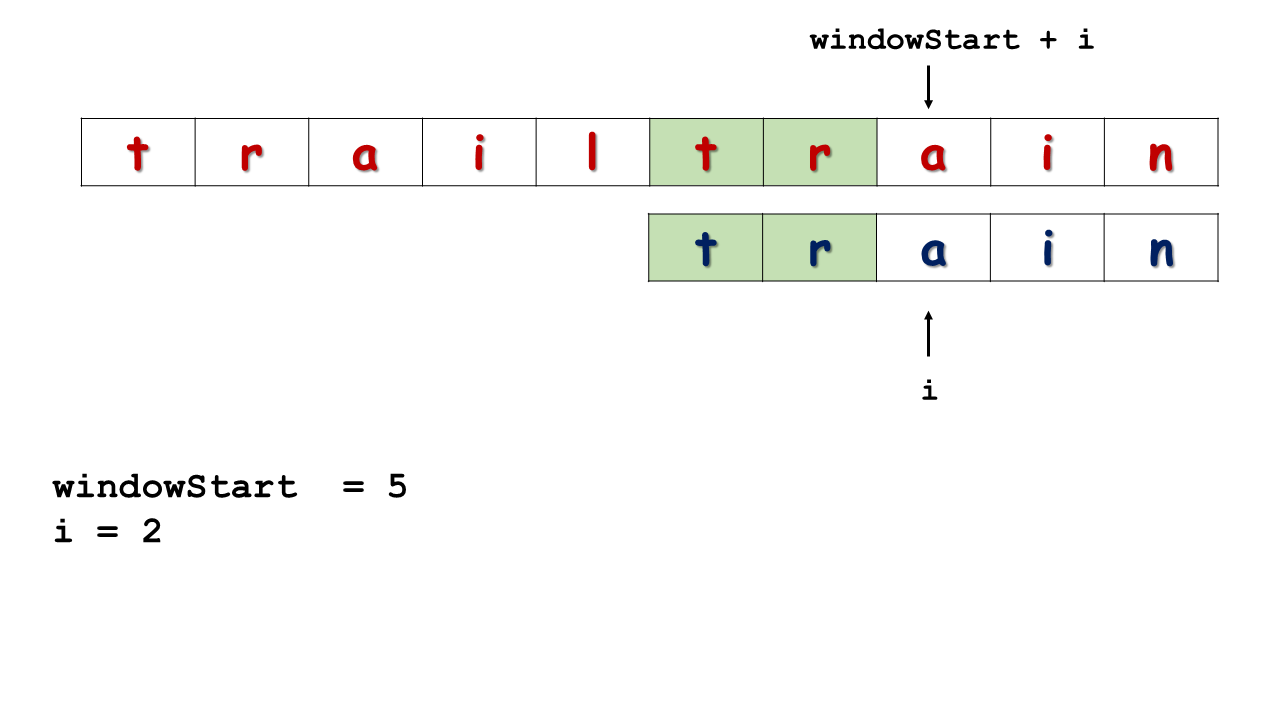 windowStart + i
t r a i l t r a i n
t r a i n
i
windowStart = 5
i = 2